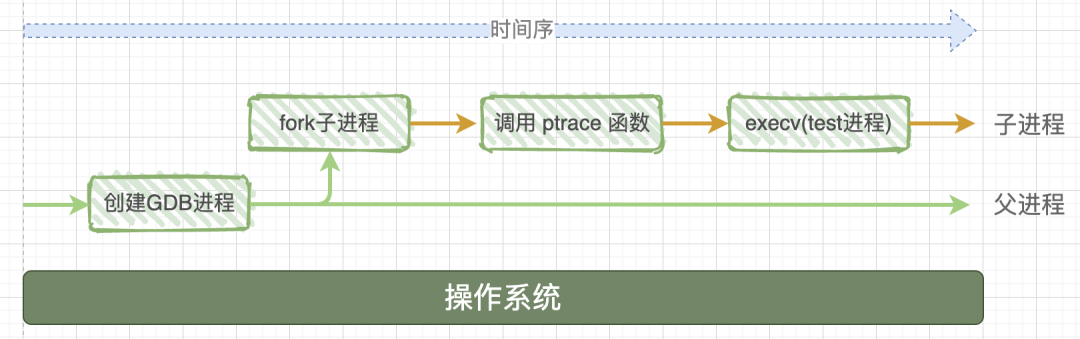 时间序
fork子进程
调用 ptrace 函数
execv(test进程)
子进程
创建GDB进程
父进程
操作系统